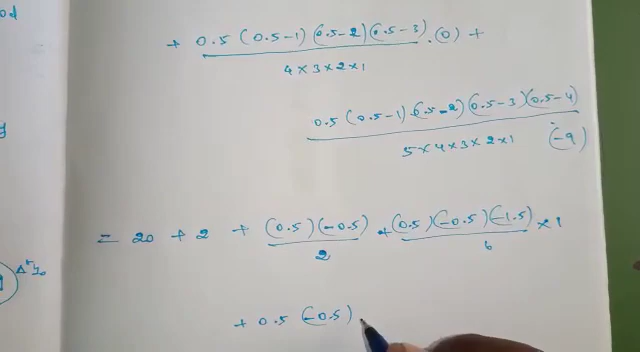 od
+ 0.5 (0.5-1) (0.5-2) (0.5-3) . (0) +
4 × 3 × 2 × 1
y
0.5 (0.5-1) (0.5-2) (0.5-3) (0.5-4)
5 × 4 × 3 × 2 × 1 (-9)
= 20 + 2 + (0.5) (-0.5) + (0.5) (-0.5) (-1.5) × 1
2 6
Δ⁵y₀
+ 0.5 (-0.5)